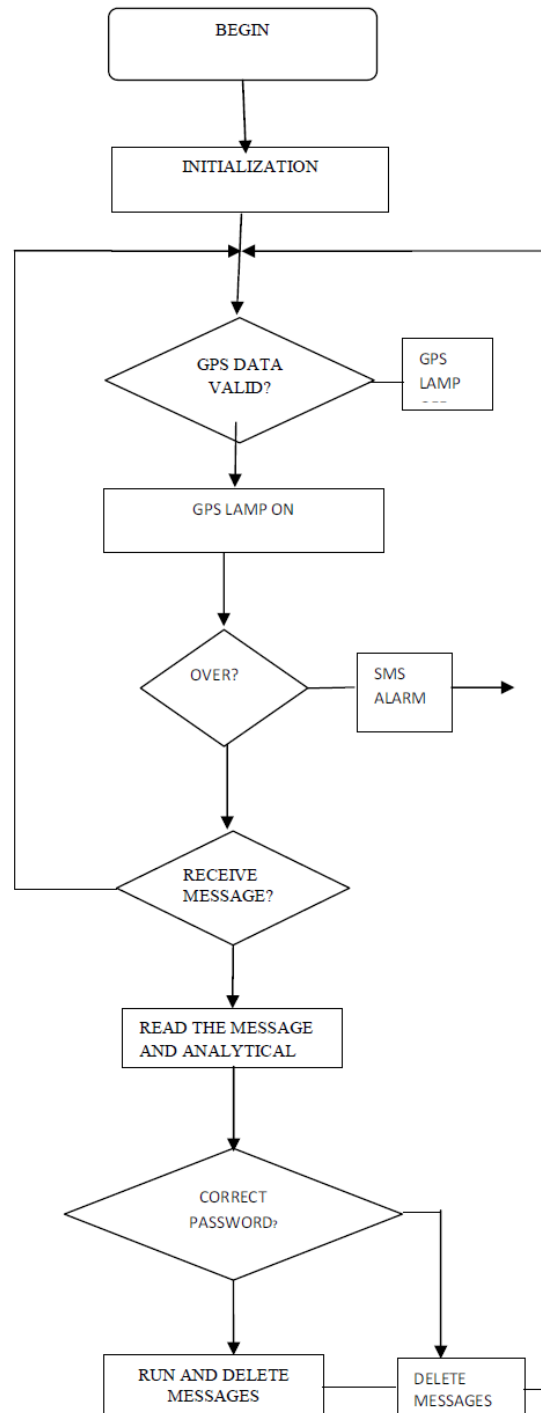 BEGIN
INITIALIZATION
GPS DATA
VALID?
GPS
LAMP
GPS LAMP ON
OVER?
SMS
ALARM
RECEIVE
MESSAGE?
READ THE MESSAGE
AND ANALYTICAL
CORRECT
PASSWORD?
RUN AND DELETE
MESSAGES
DELETE
MESSAGES